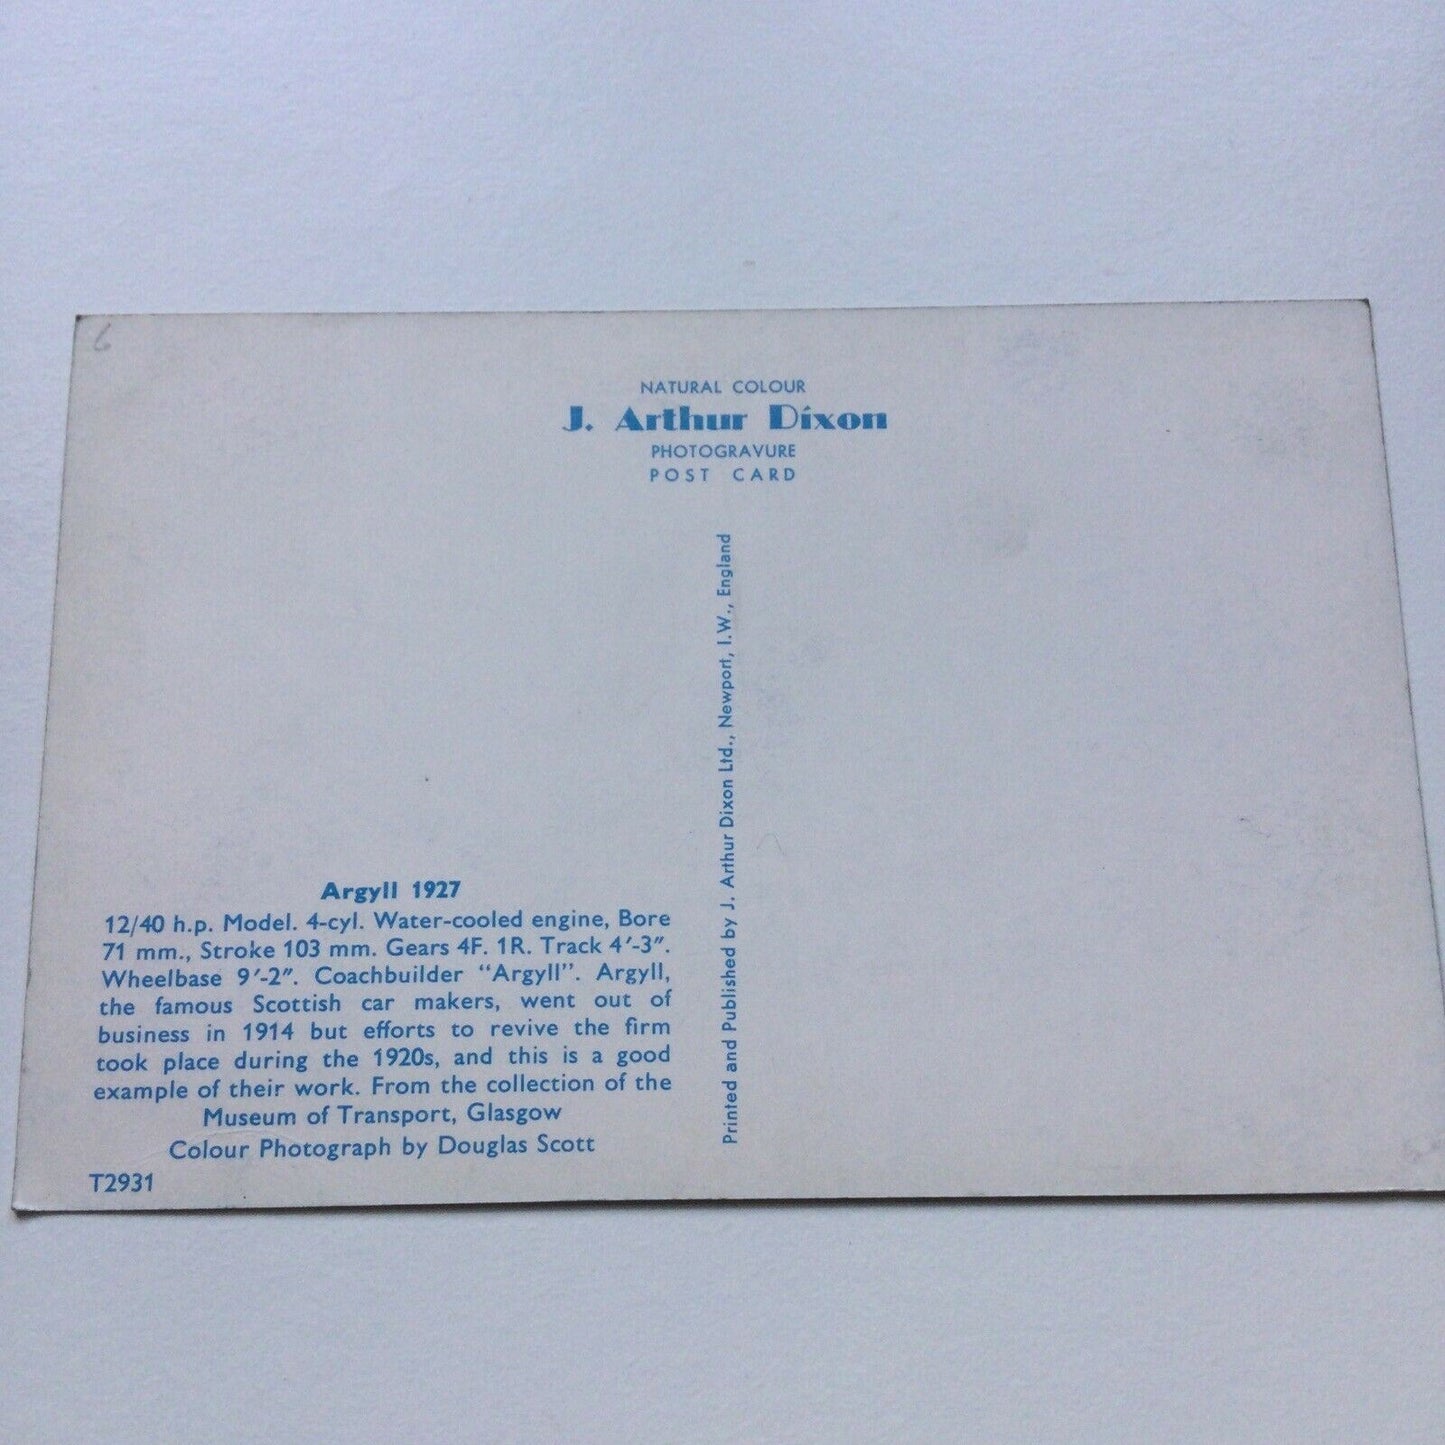 6
NATURAL COLOUR
J. Arthur Dixon
PHOTOGRAVURE
POST CARD
Argyll 1927
12/40 h.p. Model. 4-cyl. Water-cooled engine, Bore
71 mm., Stroke 103 mm. Gears 4F. 1R. Track 4′-3″.
Wheelbase 9′-2″. Coachbuilder “Argyll”. Argyll,
the famous Scottish car makers, went out of
business in 1914 but efforts to revive the firm
took place during the 1920s, and this is a good
example of their work. From the collection of the
Museum of Transport, Glasgow
Colour Photograph by Douglas Scott
T2931
Printed and Published by J. Arthur Dixon Ltd., Newport, I.W., England